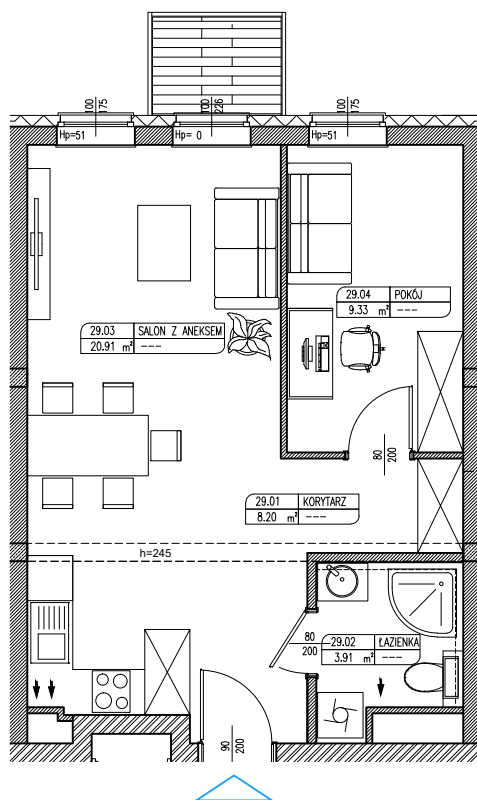 100
175
100
226
100
175
Hp=51
Hp= 0
Hp=51
29.04 POKÓJ
9.33 m² ---
29.03 SALON Z ANEKSEM
20.91 m² ---
80
200
29.01 KORYTARZ
8.20 m² ---
h=245
80
200
29.02 ŁAZIENKA
3.91 m² ---
90
200